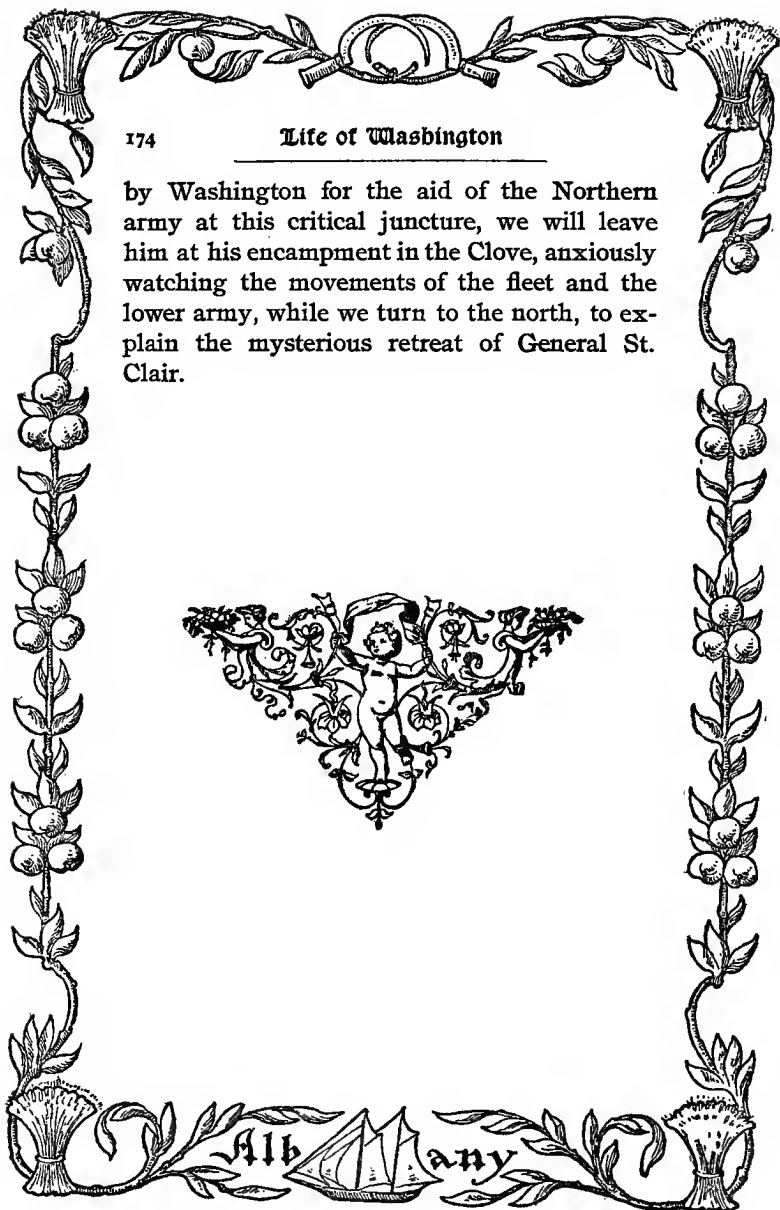 174 Life of Washington
by Washington for the aid of the Northern
army at this critical juncture, we will leave
him at his encampment in the Clove, anxiously
watching the movements of the fleet and the
lower army, while we turn to the north, to ex-
plain the mysterious retreat of General St.
Clair.
Albany